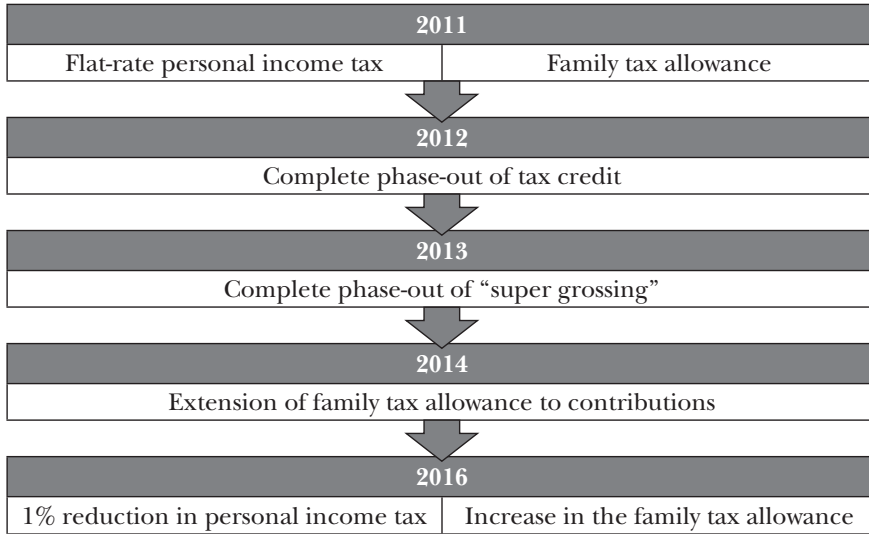 2011
Flat-rate personal income tax
Family tax allowance
2012
Complete phase-out of tax credit
2013
Complete phase-out of “super grossing”
2014
Extension of family tax allowance to contributions
2016
1% reduction in personal income tax
Increase in the family tax allowance